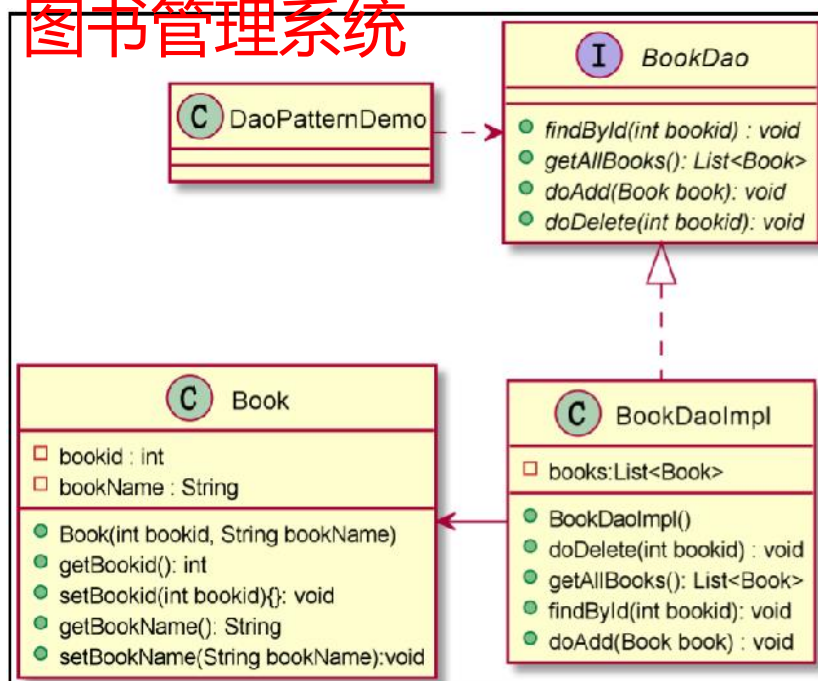 图书管理系统
I BookDao
findById(int bookid) : void
getAllBooks(): List<Book>
doAdd(Book book): void
doDelete(int bookid): void
C DaoPatternDemo
C Book
bookid : int
bookName : String
Book(int bookid, String bookName)
getBookid(): int
setBookid(int bookid){}: void
getBookName(): String
setBookName(String bookName):void
C BookDaoImpl
books:List<Book>
BookDaoImpl()
doDelete(int bookid) : void
getAllBooks(): List<Book>
findById(int bookid): void
doAdd(Book book) : void